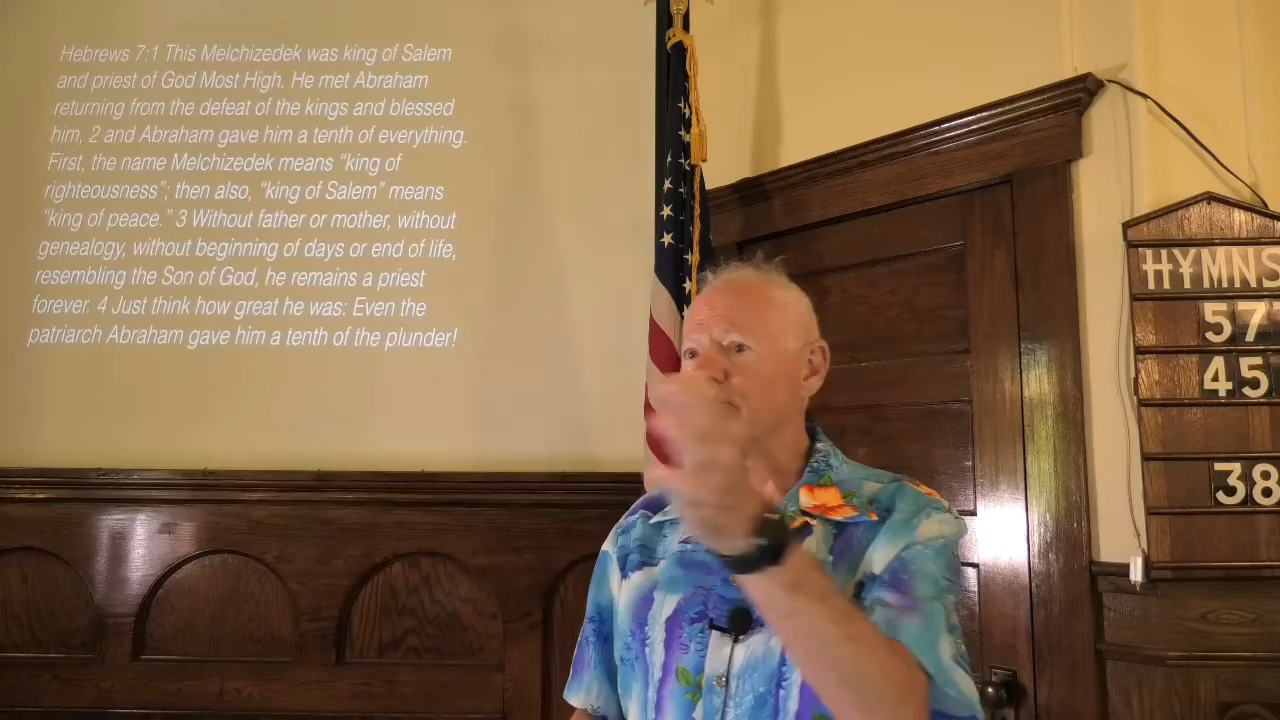 Hebrews 7:1 This Melchizedek was king of Salem
and priest of God Most High. He met Abraham
returning from the defeat of the kings and blessed
him, 2 and Abraham gave him a tenth of everything.
First, the name Melchizedek means “king of
righteousness”; then also, “king of Salem” means
“king of peace.” 3 Without father or mother, without
genealogy, without beginning of days or end of life,
resembling the Son of God, he remains a priest
forever. 4 Just think how great he was: Even the
patriarch Abraham gave him a tenth of the plunder!
HYMNS
57
45
38